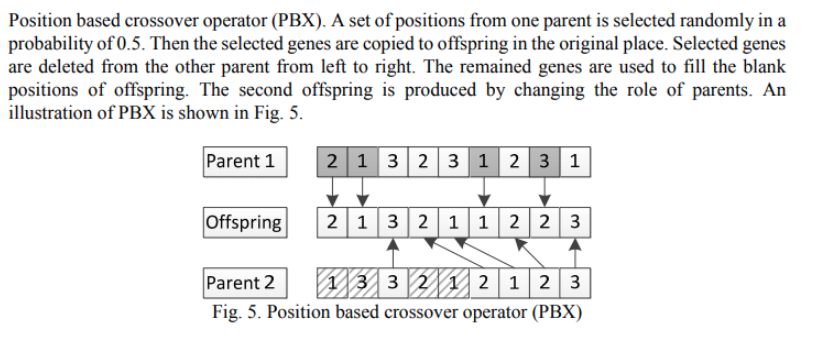 Position based crossover operator (PBX). A set of positions from one parent is selected randomly in a
probability of 0.5. Then the selected genes are copied to offspring in the original place. Selected genes
are deleted from the other parent from left to right. The remained genes are used to fill the blank
positions of offspring. The second offspring is produced by changing the role of parents. An
illustration of PBX is shown in Fig. 5.
Parent 1 2 1 3 2 3 1 2 3 1
Offspring 2 1 3 2 1 1 2 2 3
Parent 2 1 3 3 2 1 2 1 2 3
Fig. 5. Position based crossover operator (PBX)